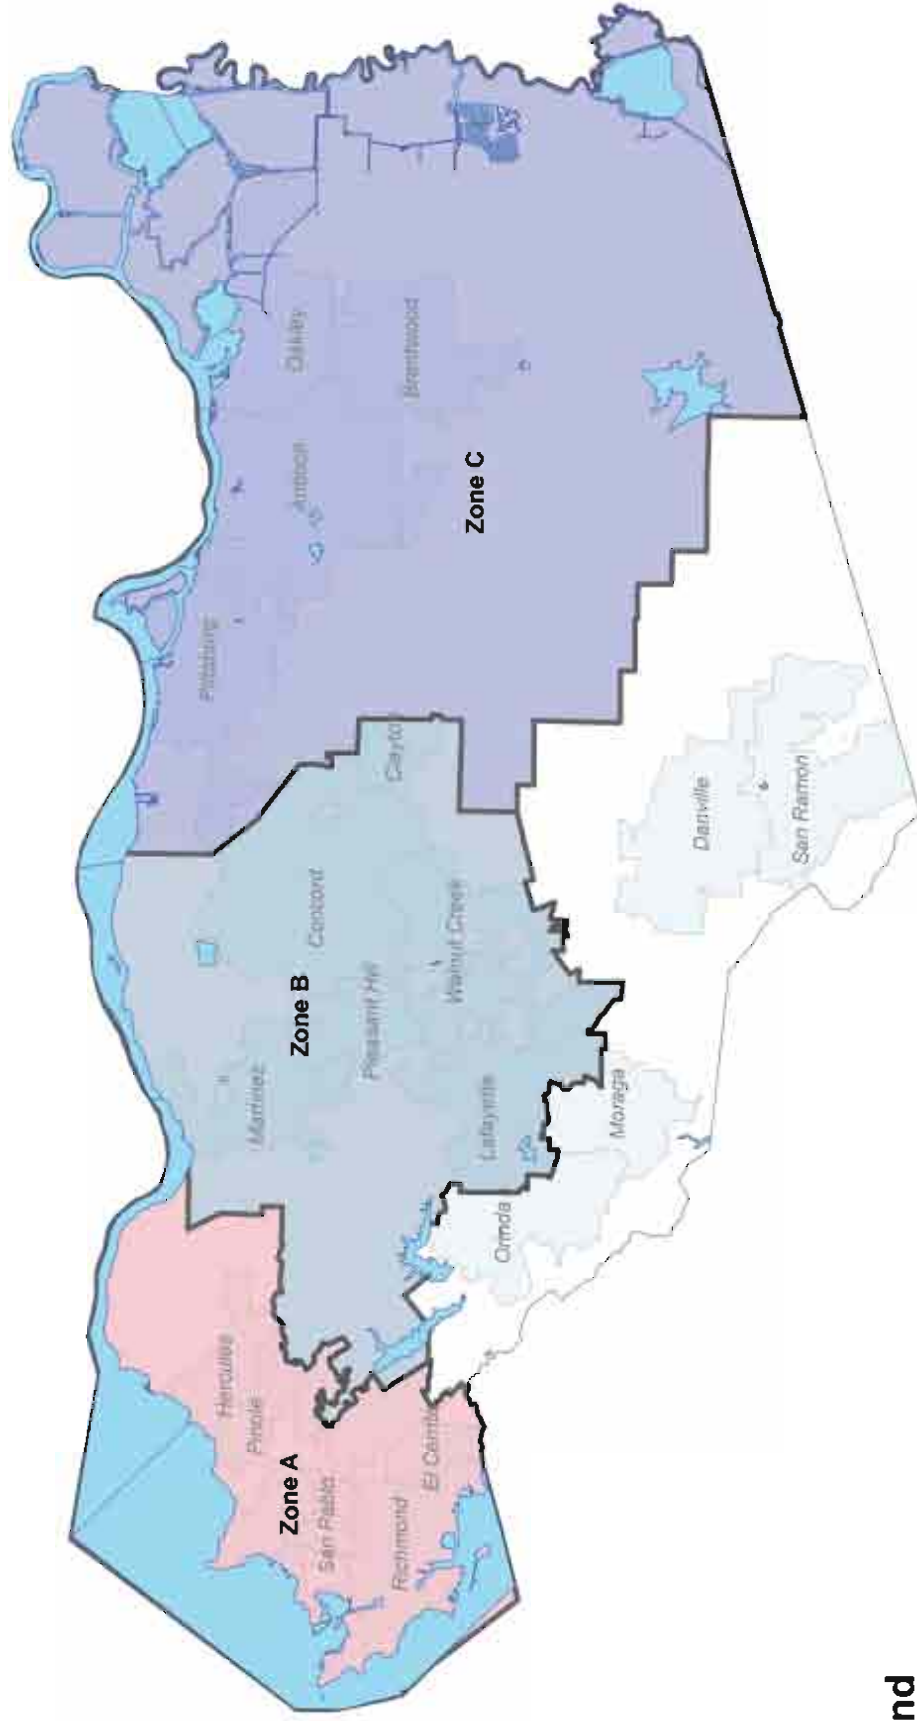 Hercules
Pinole
Zone A
San Pablo
Richmond
El Cerrito
Martinez
Zone B
Concord
Pleasant Hill
Walnut Creek
Clayto
Lafayette
Orinda
Moraga
Danville
San Ramon
Pittsburg
Antioch
Oakley
Brentwood
Zone C
nd